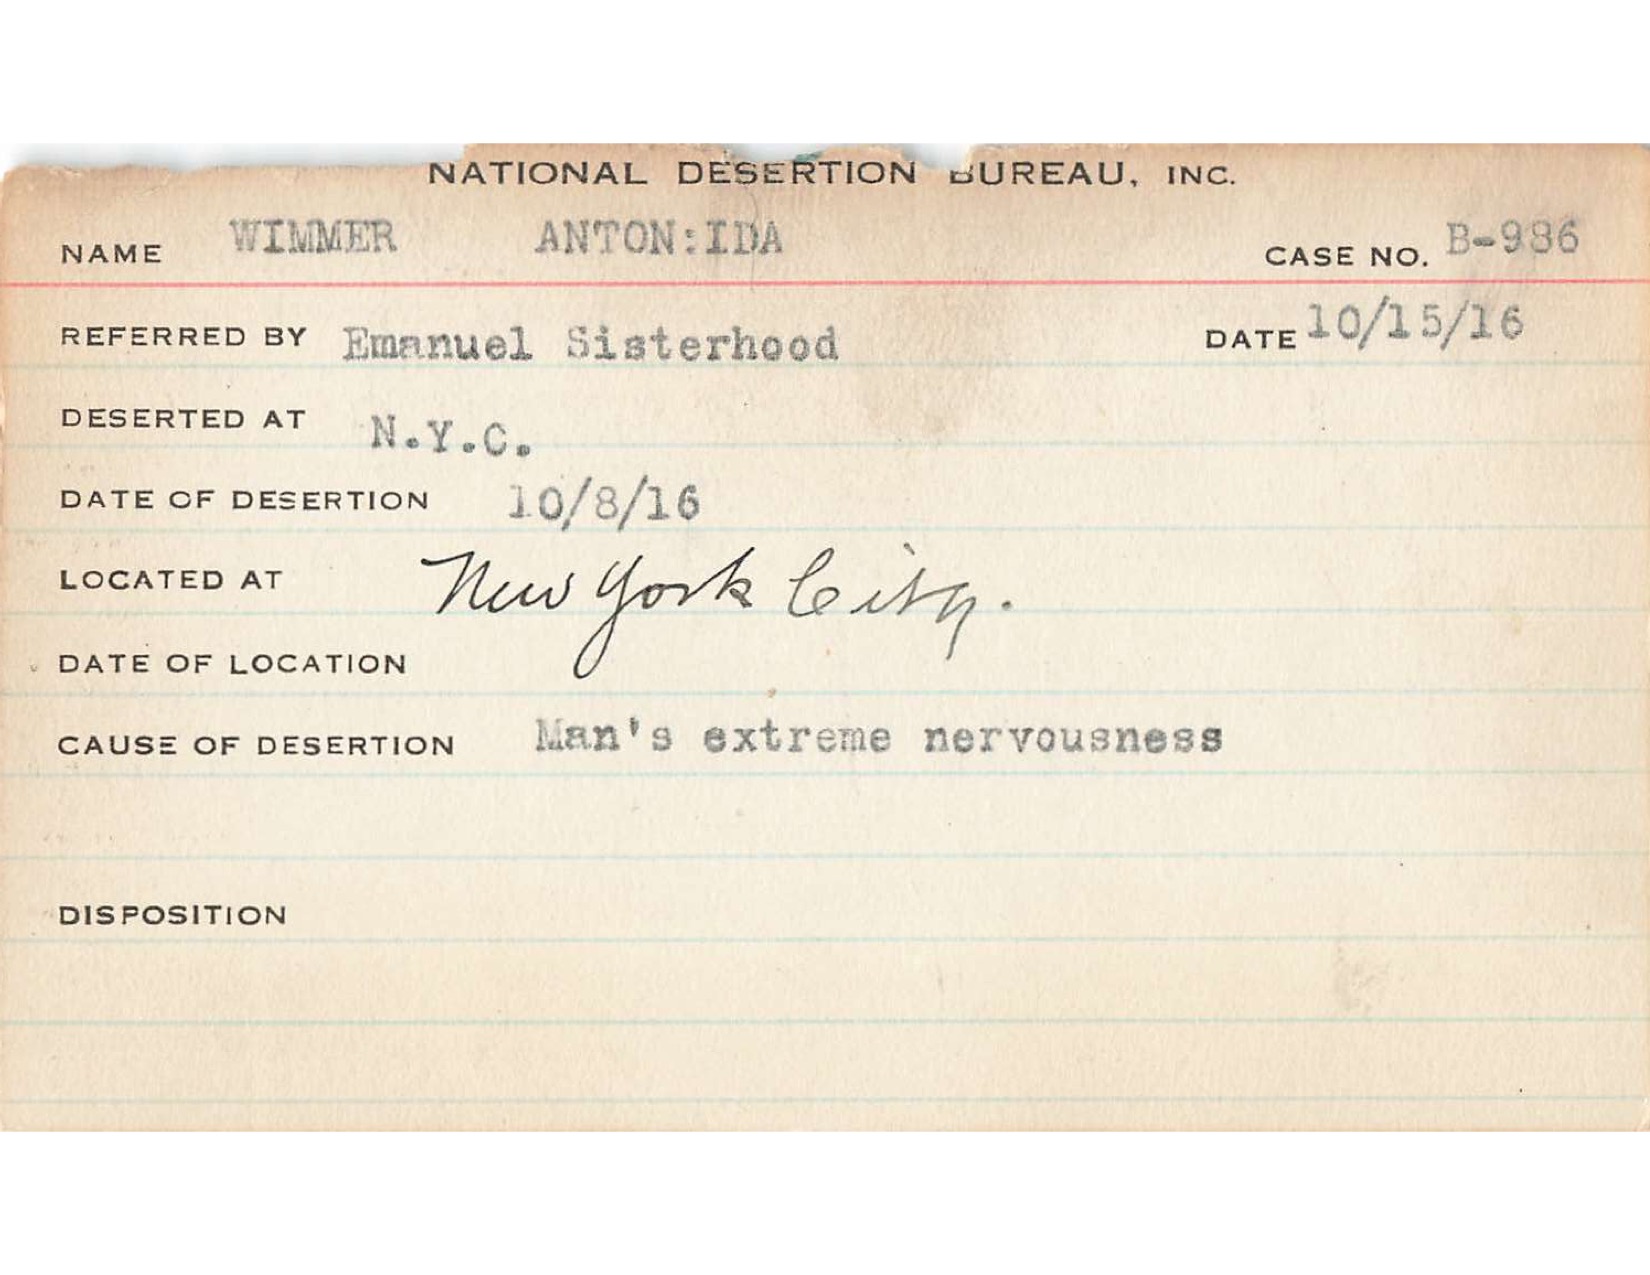 NATIONAL DESERTION BUREAU, INC.
NAME WIMMER ANTON:IDA CASE NO. B-986
REFERRED BY Emanuel Sisterhood DATE 10/15/16
DESERTED AT N.Y.C.
DATE OF DESERTION 10/8/16
LOCATED AT New York City.
DATE OF LOCATION
CAUSE OF DESERTION Man's extreme nervousness
DISPOSITION